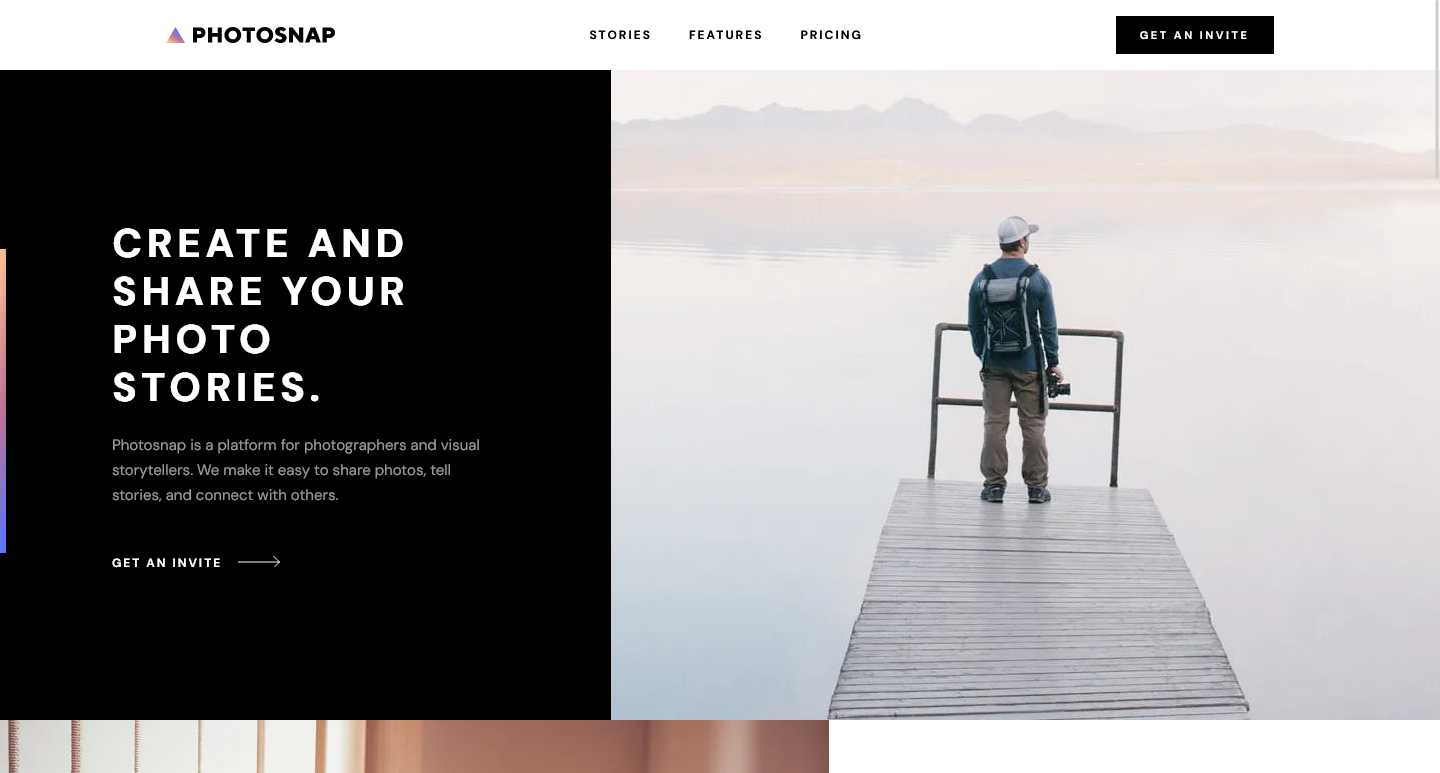 PHOTOSNAP
STORIES FEATURES PRICING
GET AN INVITE
CREATE AND
SHARE YOUR
PHOTO
STORIES.
Photosnap is a platform for photographers and visual
storytellers. We make it easy to share photos, tell
stories, and connect with others.
GET AN INVITE